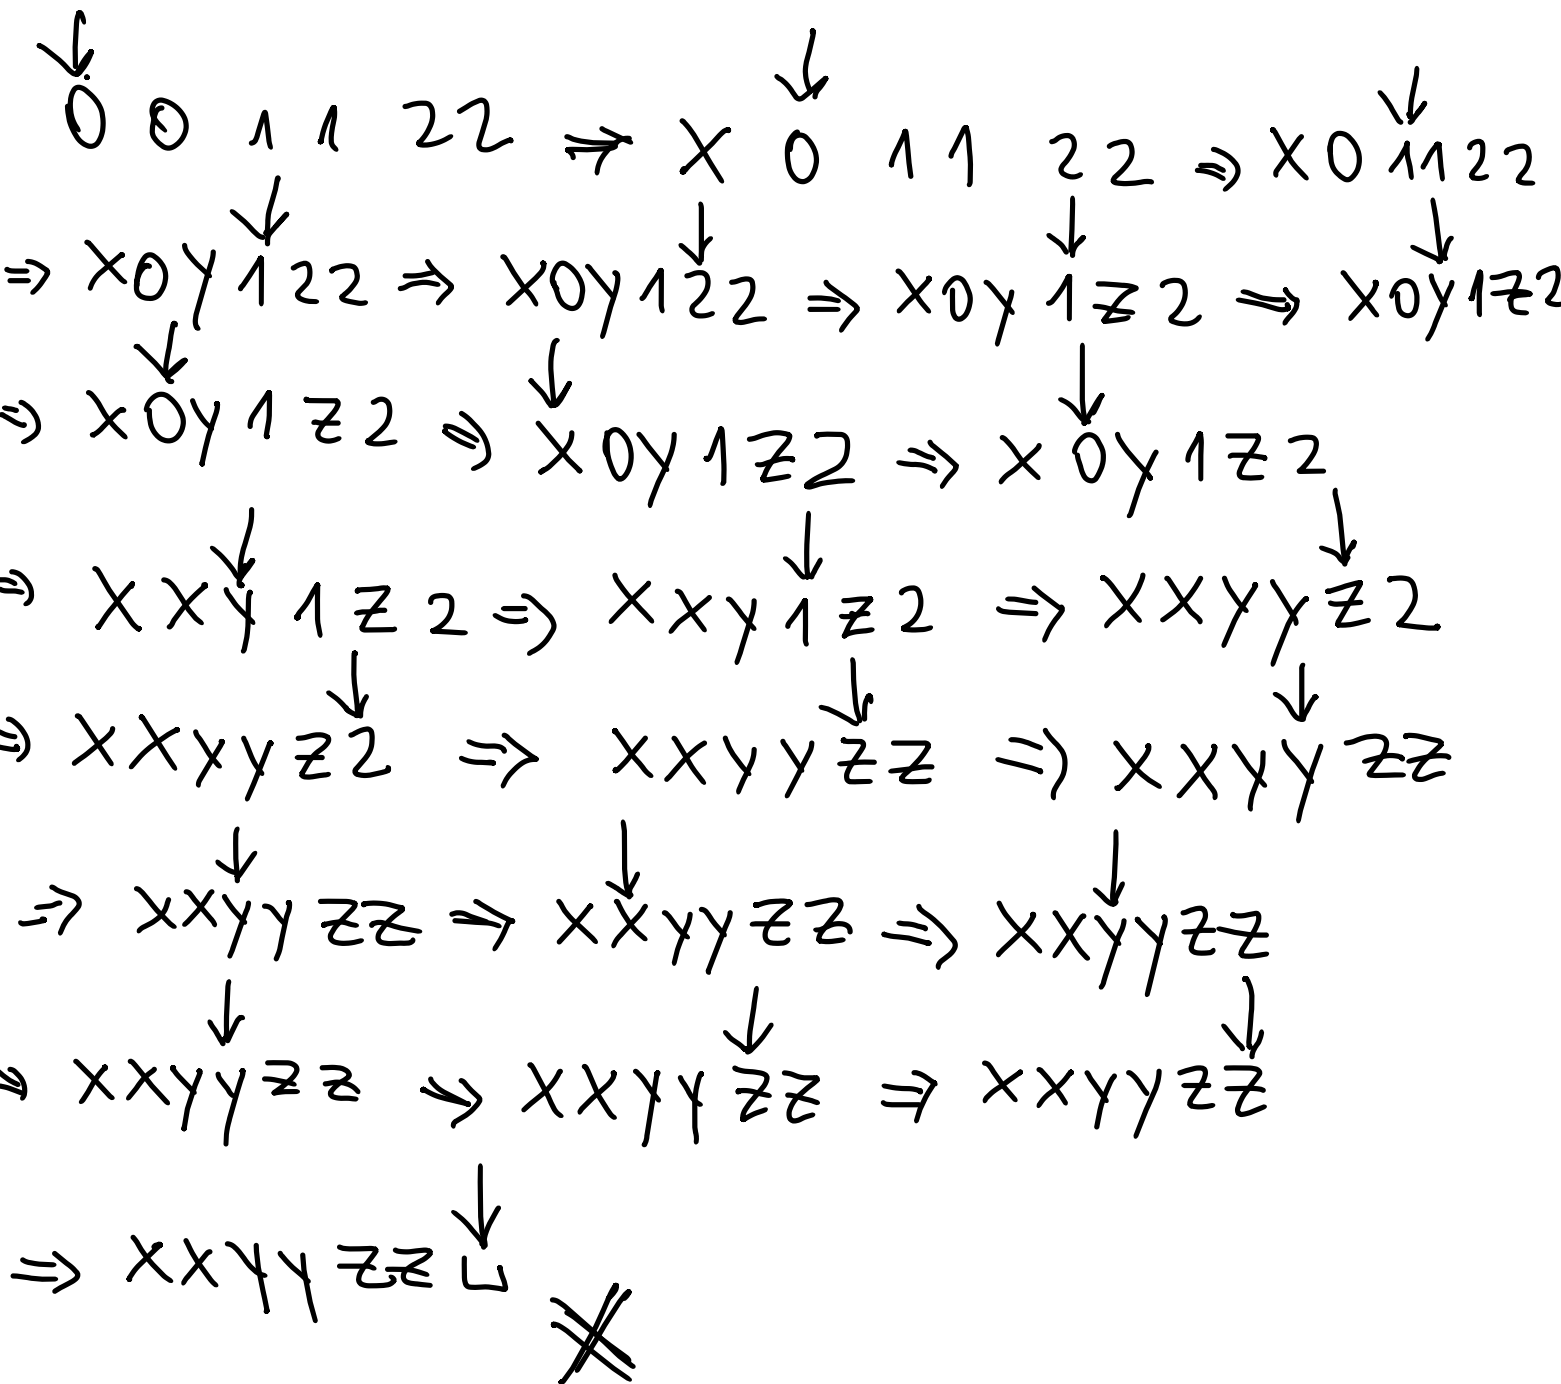 0 0 1 1 2 2 ⇒ X 0 1 1 2 2 ⇒ X 0 1 1 2 2
⇒ X 0 y 1 2 2 ⇒ X 0 y 1 2 2 ⇒ X 0 y 1 z 2 ⇒ X 0 y 1 z 2
⇒ X 0 y 1 z 2 ⇒ X 0 y 1 z 2 ⇒ X 0 y 1 z 2
⇒ X X y 1 z 2 ⇒ X X y 1 z 2 ⇒ X X y y z 2
⇒ X X y y z 2 ⇒ X X y y z z ⇒ X X y y z z
⇒ X X y y z z ⇒ X X y y z z ⇒ X X y y z z
⇒ X X y y z z ⇒ X X y y z z ⇒ X X y y z z
⇒ X X y y z z ⊔